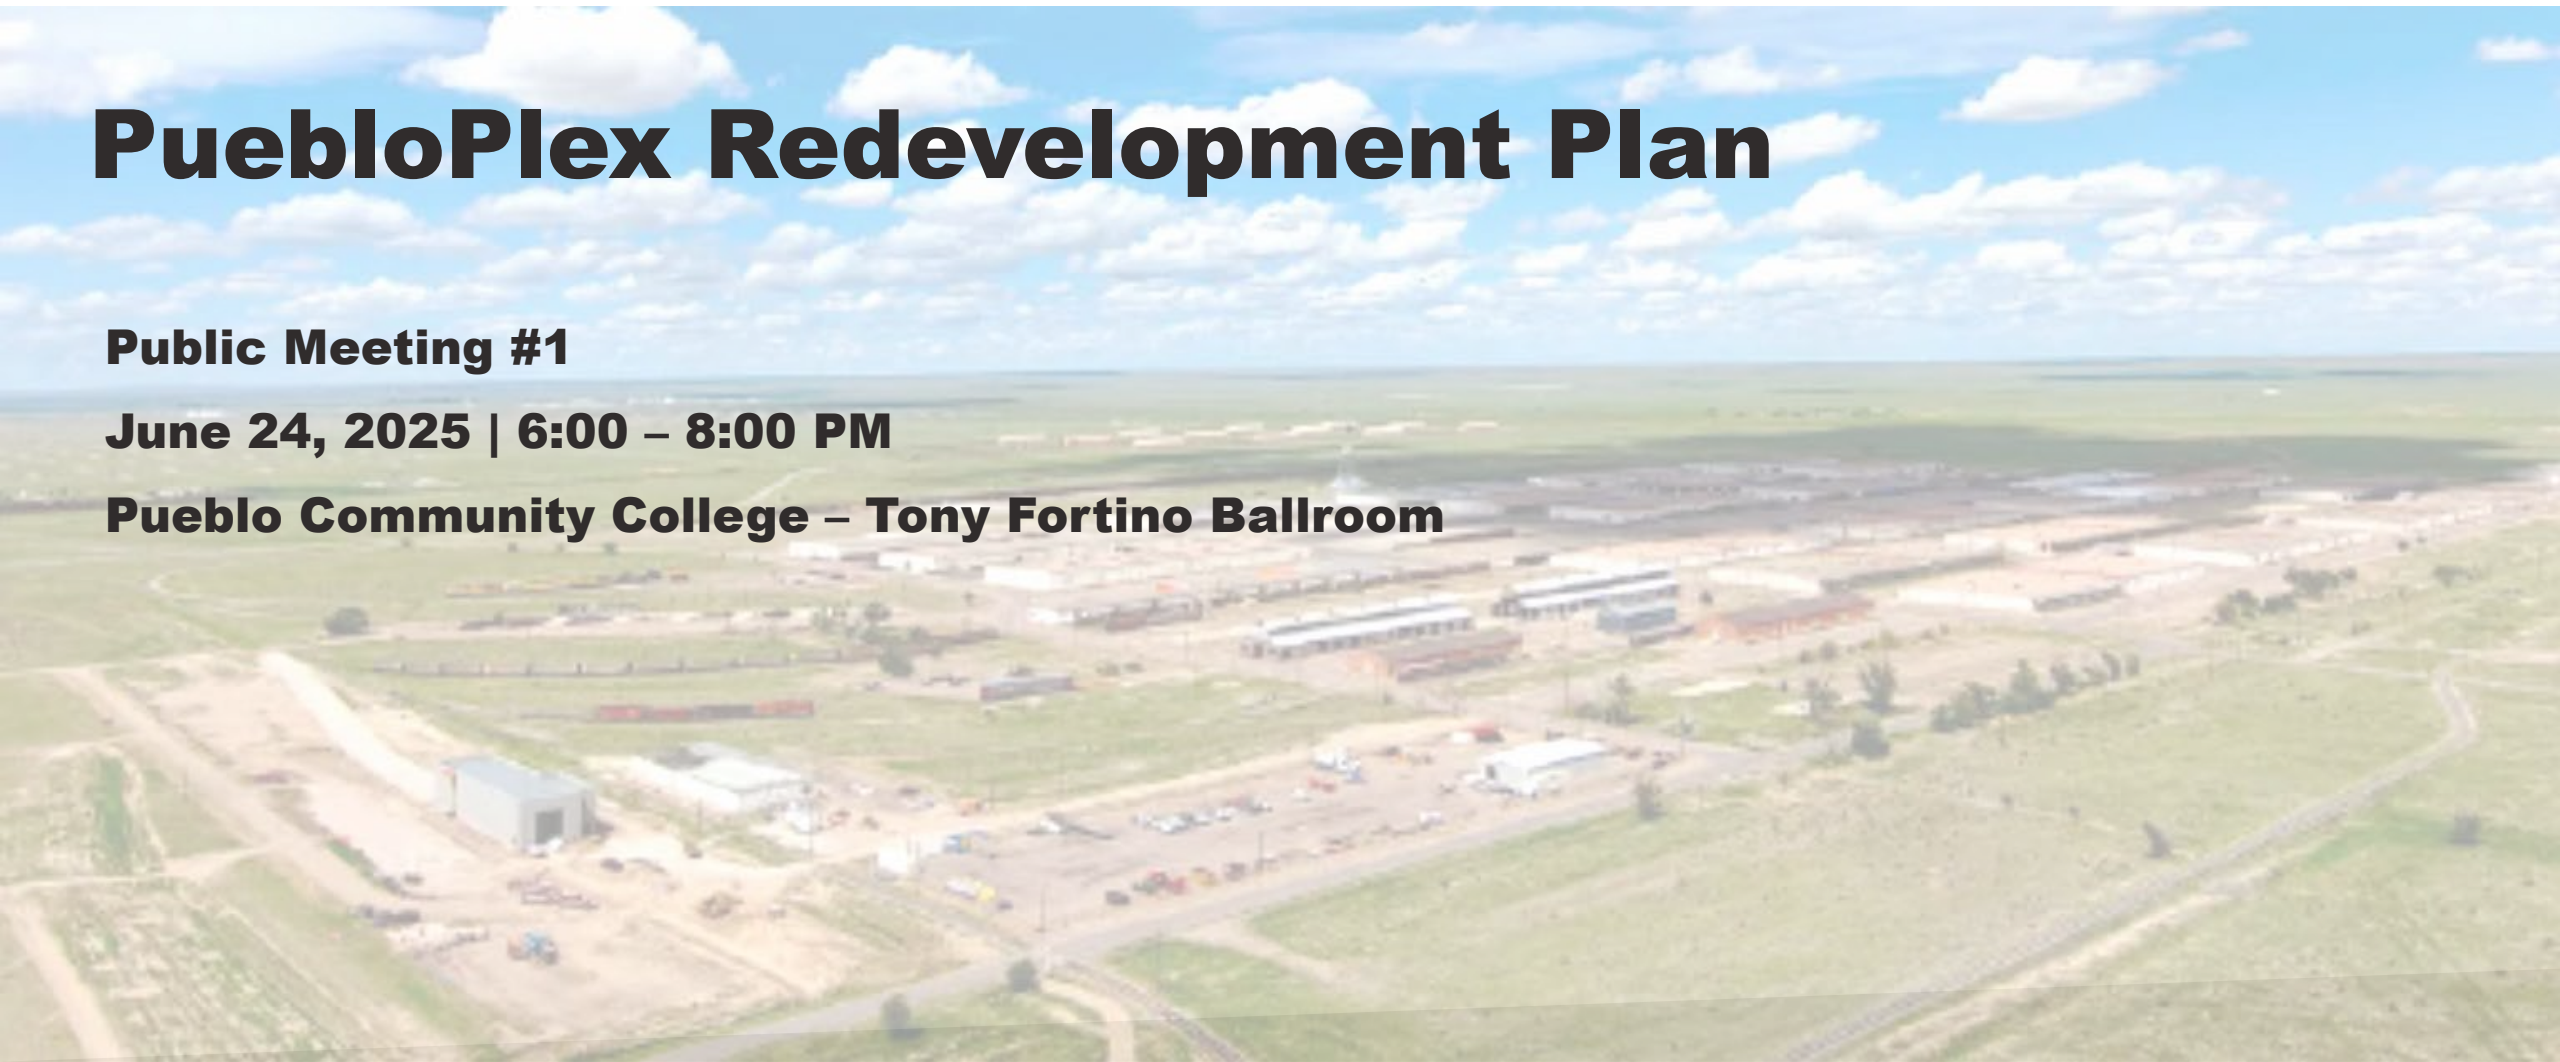 PuebloPlex Redevelopment Plan
Public Meeting #1
June 24, 2025 | 6:00 – 8:00 PM
Pueblo Community College – Tony Fortino Ballroom